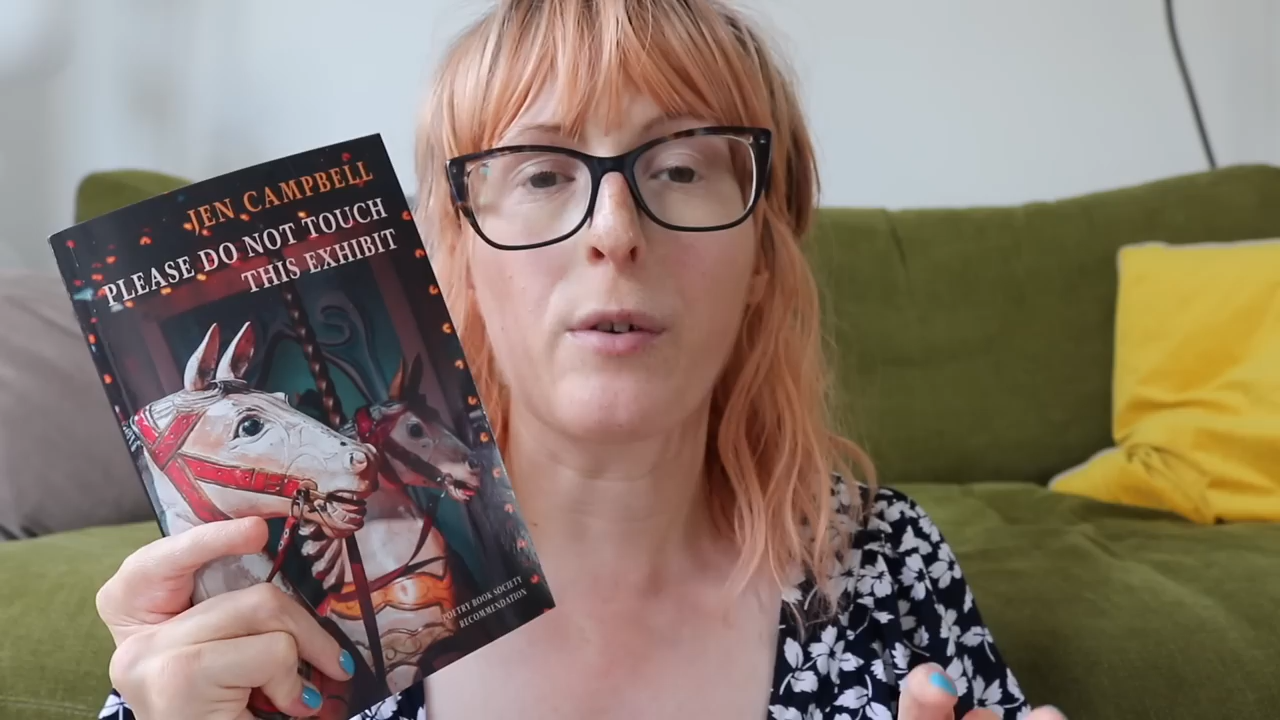 JEN CAMPBELL
PLEASE DO NOT TOUCH
THIS EXHIBIT
POETRY BOOK SOCIETY
RECOMMENDATION